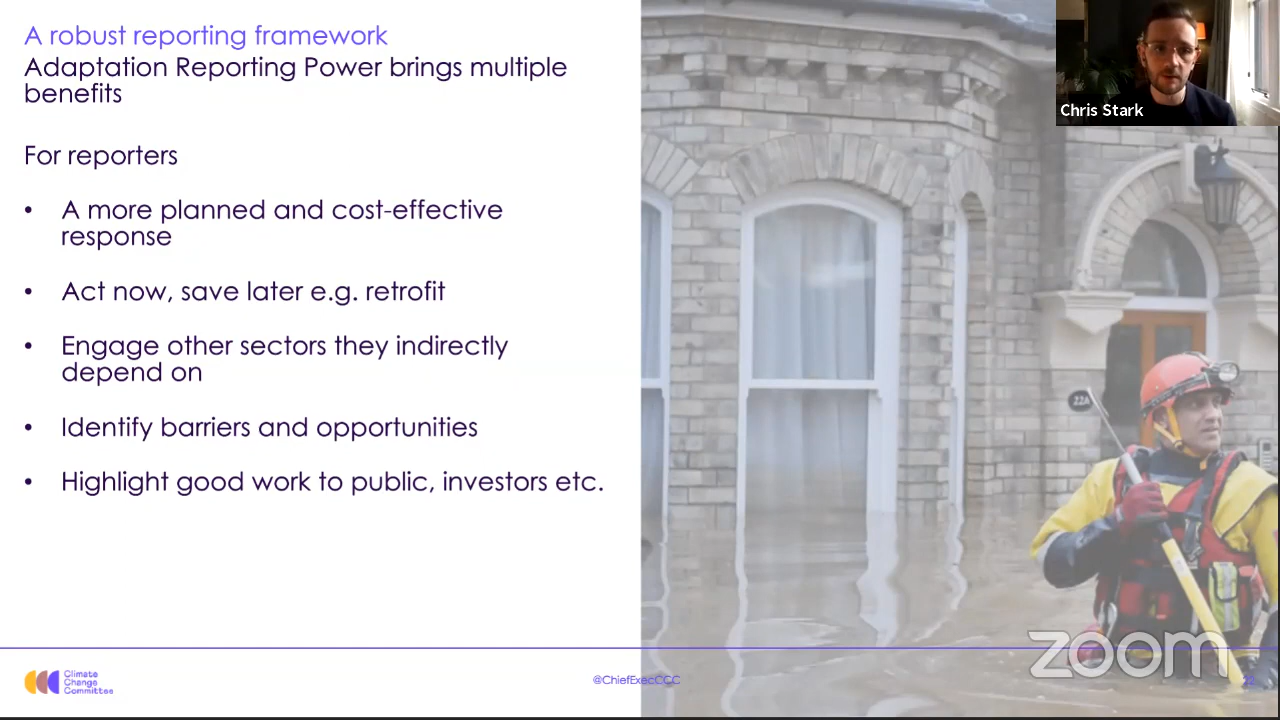 A robust reporting framework
Adaptation Reporting Power brings multiple
benefits
For reporters
• A more planned and cost-effective
response
• Act now, save later e.g. retrofit
• Engage other sectors they indirectly
depend on
• Identify barriers and opportunities
• Highlight good work to public, investors etc.
Chris Stark
22A
Climate
Change
Committee
@ChiefExecCCC
zoom